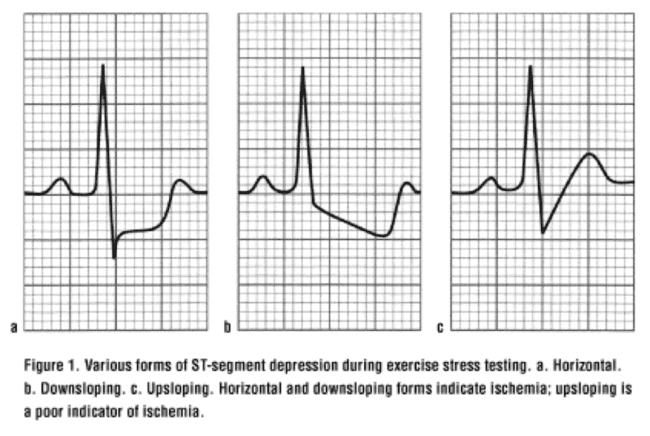 a
b
c
Figure 1. Various forms of ST-segment depression during exercise stress testing. a. Horizontal.
b. Downsloping. c. Upsloping. Horizontal and downsloping forms indicate ischemia; upsloping is
a poor indicator of ischemia.